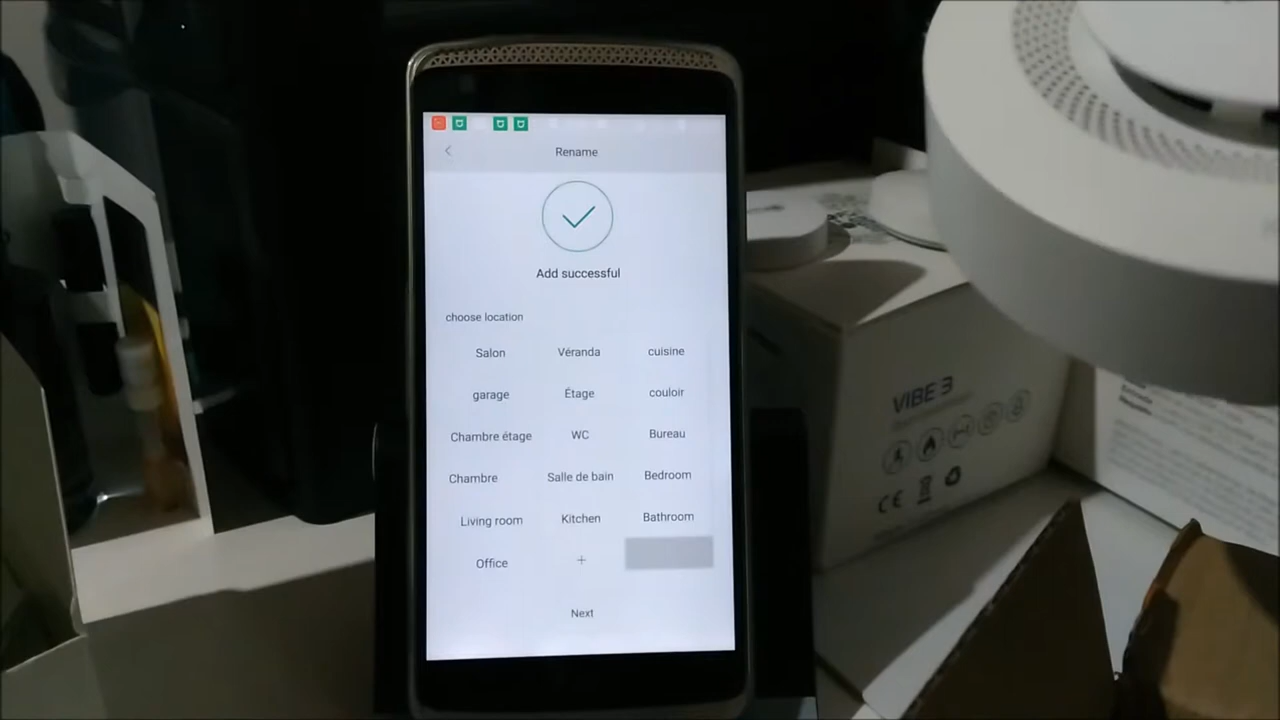 Rename
Add successful
choose location
Salon Véranda cuisine
garage Étage couloir
Chambre étage WC Bureau
Chambre Salle de bain Bedroom
Living room Kitchen Bathroom
Office +
Next
VIBE 3
CE